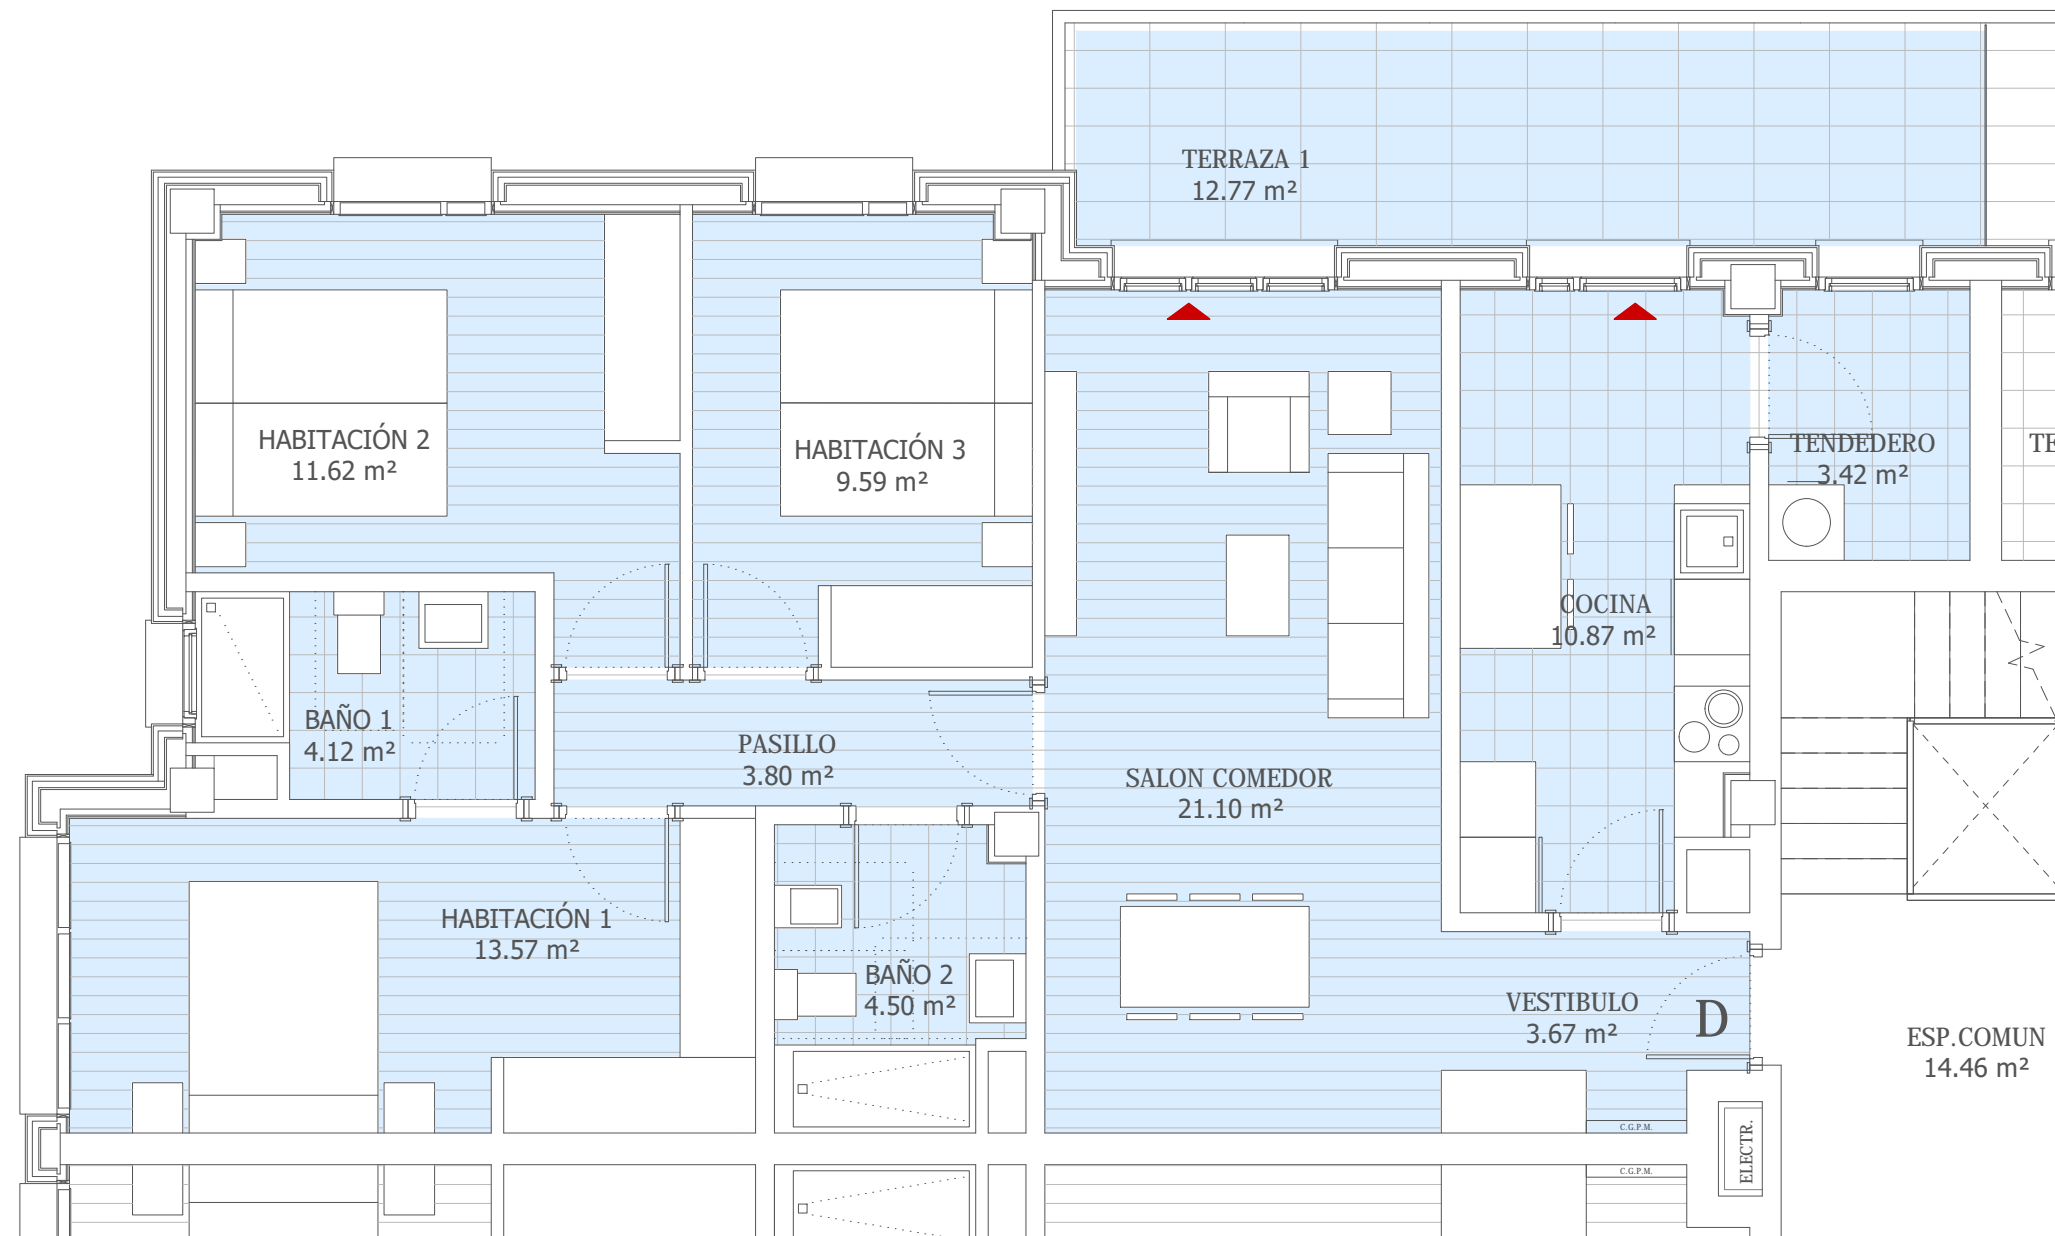 TERRAZA 1
12.77 m²
HABITACIÓN 2
11.62 m²
HABITACIÓN 3
9.59 m²
TENDEDERO
3.42 m²
TE
COCINA
10.87 m²
BAÑO 1
4.12 m²
PASILLO
3.80 m²
SALON COMEDOR
21.10 m²
HABITACIÓN 1
13.57 m²
BAÑO 2
4.50 m²
VESTIBULO
3.67 m²
D
ESP.COMUN
14.46 m²
C.G.P.M.
ELECTR.
C.G.P.M.